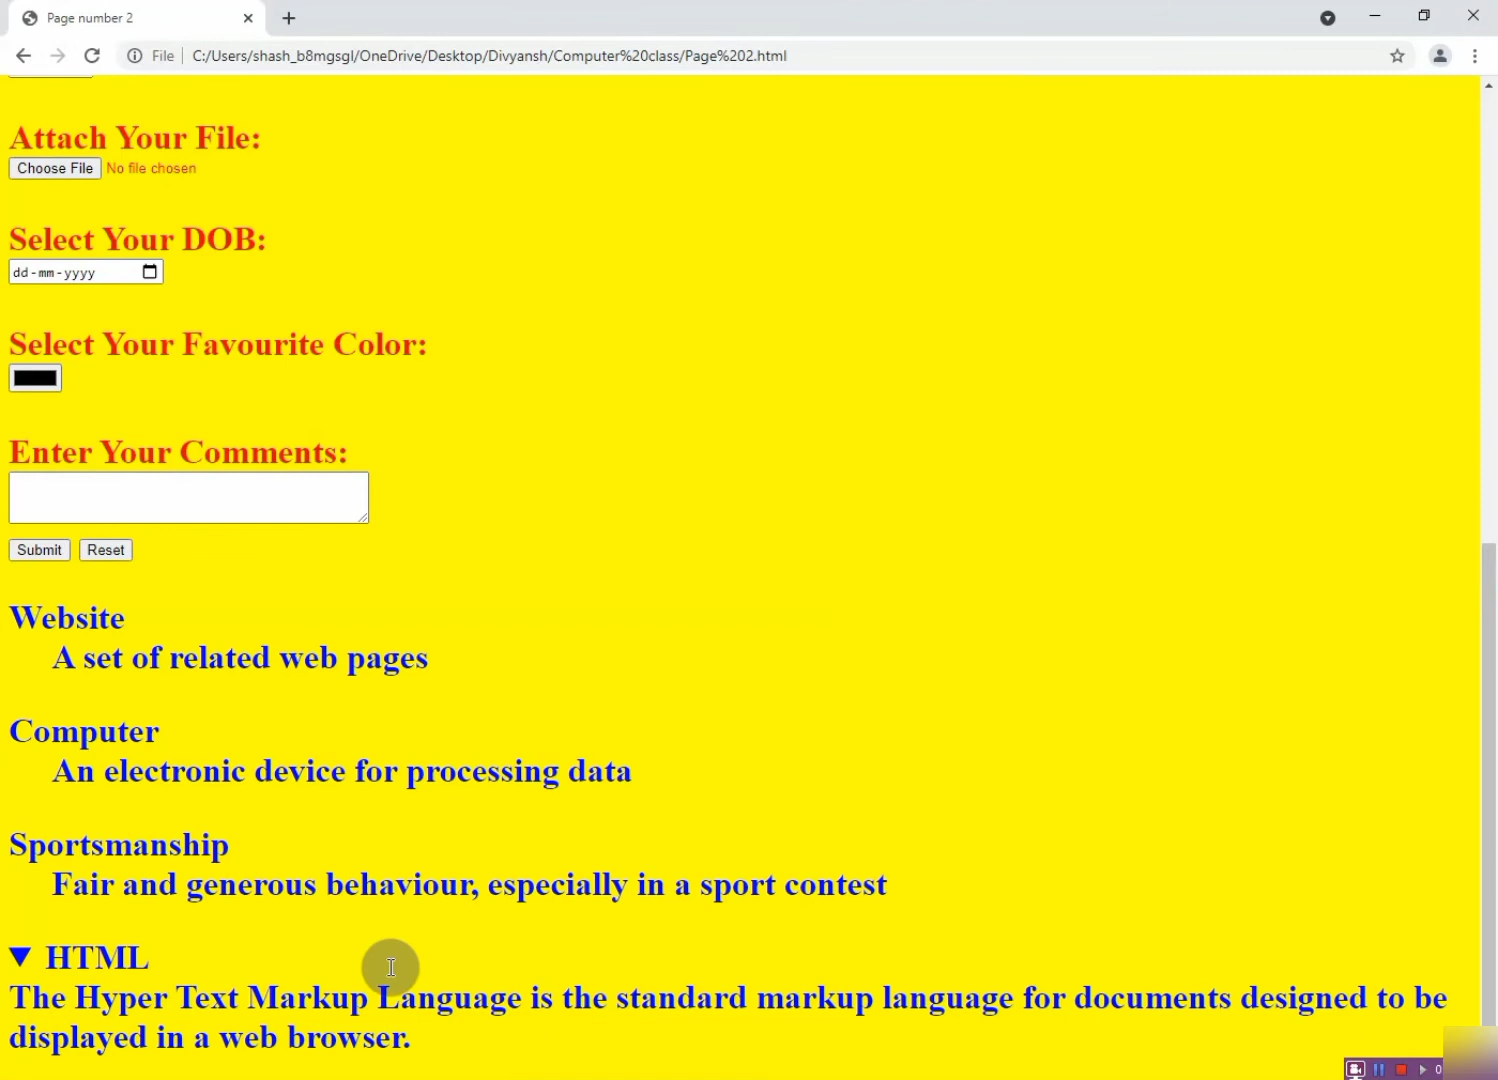 Page number 2
File
C:/Users/shash_b8mgsgl/OneDrive/Desktop/Divyansh/Computer%20class/Page%202.html
Attach Your File:
Choose File No file chosen
Select Your DOB:
dd-mm-yyyy
Select Your Favourite Color:
Enter Your Comments:
Submit Reset
Website
A set of related web pages
Computer
An electronic device for processing data
Sportsmanship
Fair and generous behaviour, especially in a sport contest
HTML
The Hyper Text Markup Language is the standard markup language for documents designed to be
displayed in a web browser.